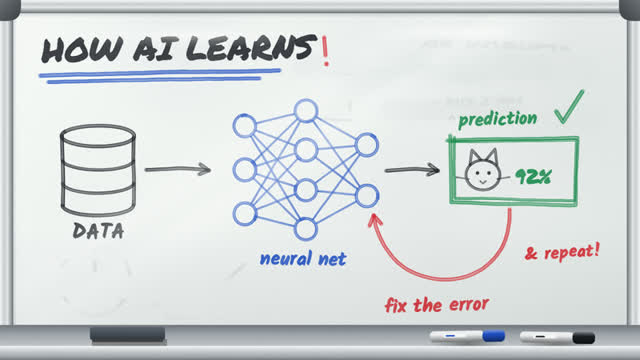 HOW AI LEARNS!
prediction
92%
DATA
neural net
& repeat!
fix the error